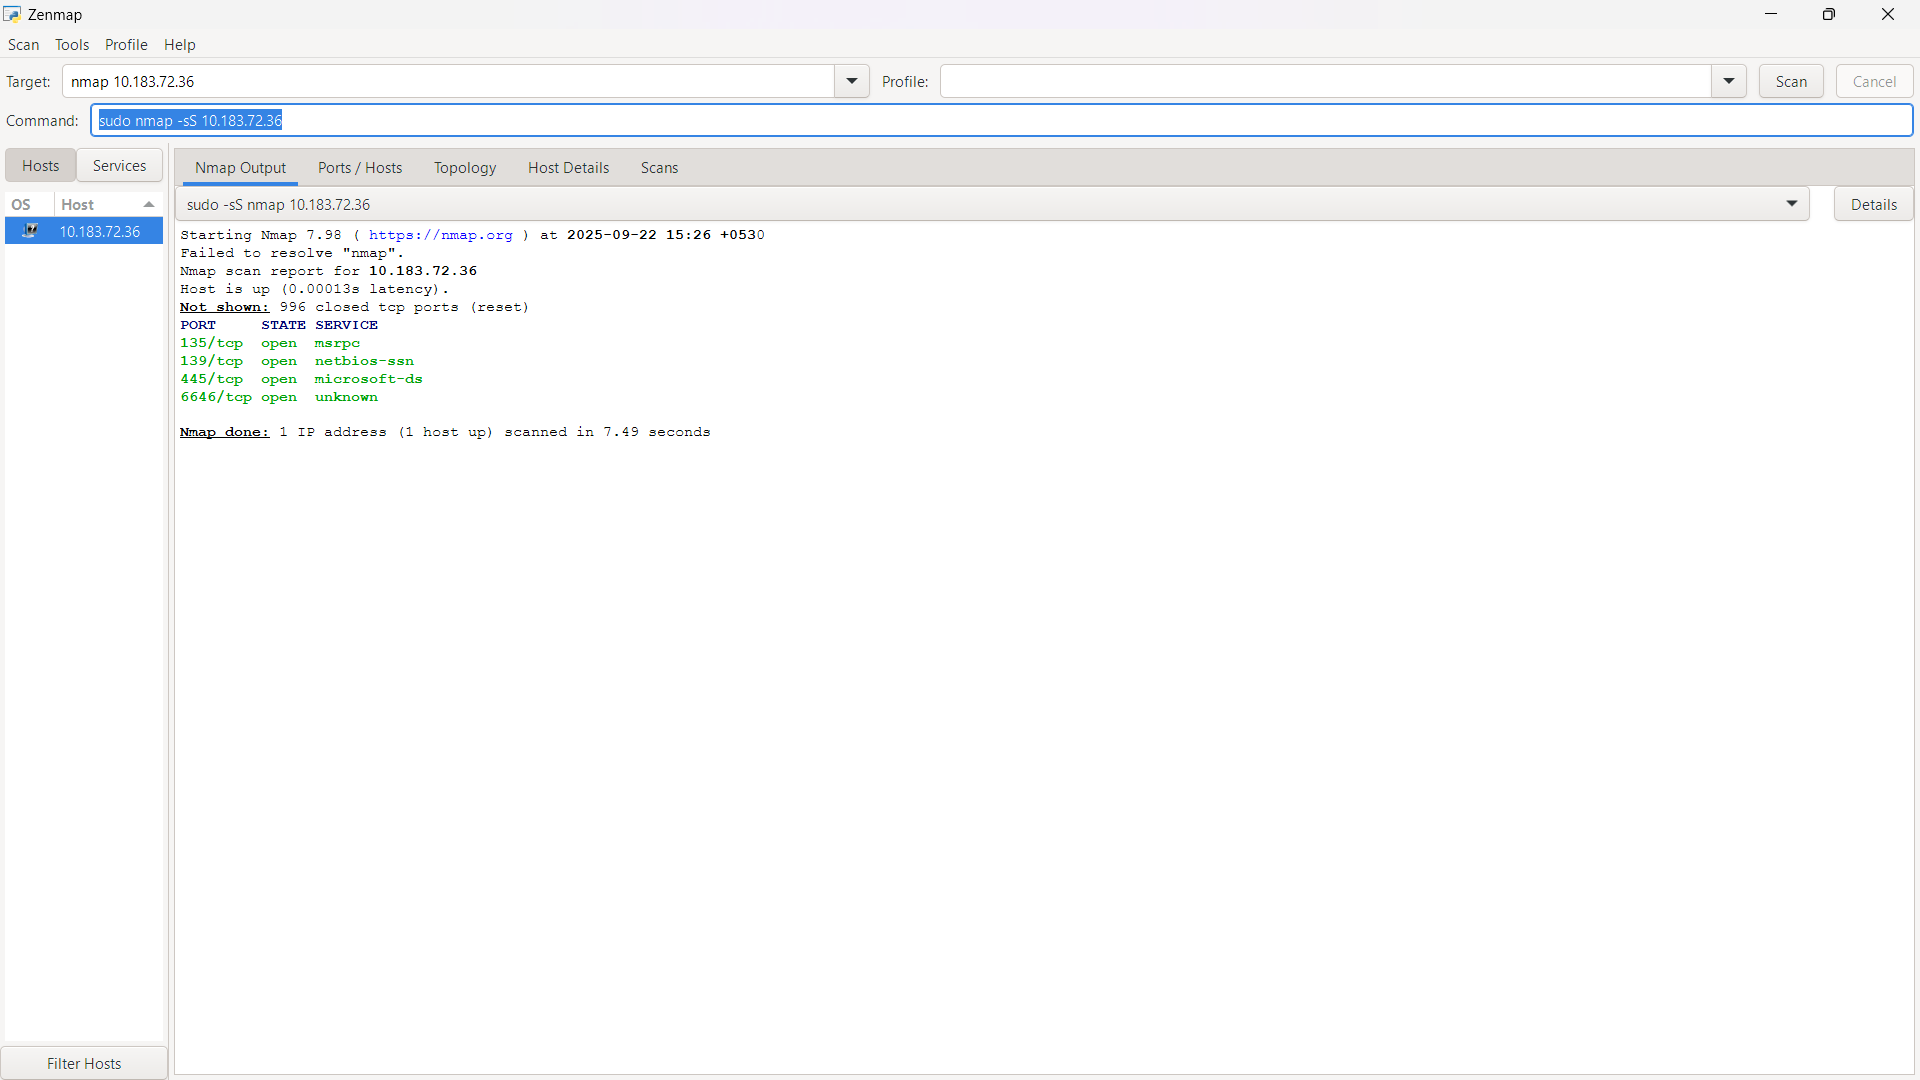 Zenmap
Scan Tools Profile Help
Target: nmap 10.183.72.36 Profile: Scan Cancel
Command: sudo nmap -sS 10.183.72.36
Hosts Services Nmap Output Ports / Hosts Topology Host Details Scans
OS Host sudo -sS nmap 10.183.72.36 Details
10.183.72.36
Starting Nmap 7.98 ( https://nmap.org ) at 2025-09-22 15:26 +0530
Failed to resolve "nmap".
Nmap scan report for 10.183.72.36
Host is up (0.00013s latency).
Not shown: 996 closed tcp ports (reset)
PORT STATE SERVICE
135/tcp open msrpc
139/tcp open netbios-ssn
445/tcp open microsoft-ds
6646/tcp open unknown
Nmap done: 1 IP address (1 host up) scanned in 7.49 seconds
Filter Hosts